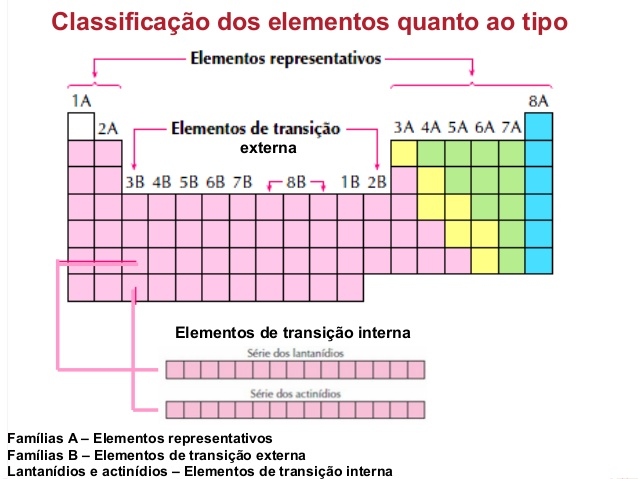 Classificação dos elementos quanto ao tipo
Elementos representativos
1A
8A
2A
Elementos de transição
externa
3A 4A 5A 6A 7A
3B 4B 5B 6B 7B 8B 1B 2B
Elementos de transição interna
Série dos lantanídios
Série dos actinídios
Famílias A – Elementos representativos
Famílias B – Elementos de transição externa
Lantanídios e actinídios – Elementos de transição interna